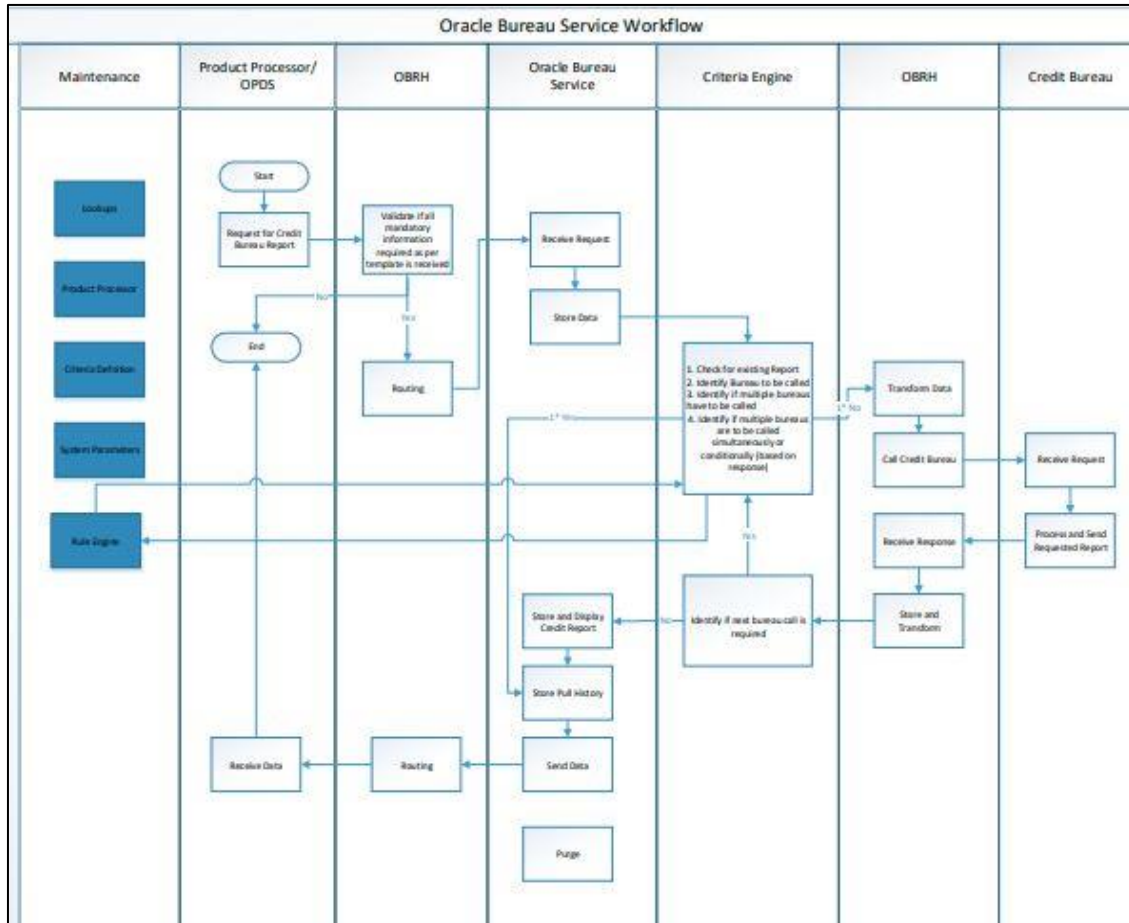 Oracle Bureau Service Workflow
Maintenance
Product Processor/
OPDS
OBRH
Oracle Bureau
Service
Criteria Engine
OBRH
Credit Bureau
Lookups
Product Processor
Criteria Definition
System Parameters
Rule Engine
Start
Request for Credit
Bureau Report
End
Receive Data
Validate if all
mandatory
information
required as per
template is received
No
Yes
Routing
Routing
Receive Request
Store Data
1* Yes
Store and Display
Credit Report
Store Pull History
Send Data
Purge
1. Check for existing Report
2. Identify Bureau to be called
3. Identify if multiple bureaus
have to be called
4. Identify if multiple bureaus
are to be called
simultaneously or
conditionally (based on
response)
Yes
Identify if next bureau call is
required
No
1* No
Transform Data
Call Credit Bureau
Receive Response
Store and
Transform
Receive Request
Process and Send
Requested Report